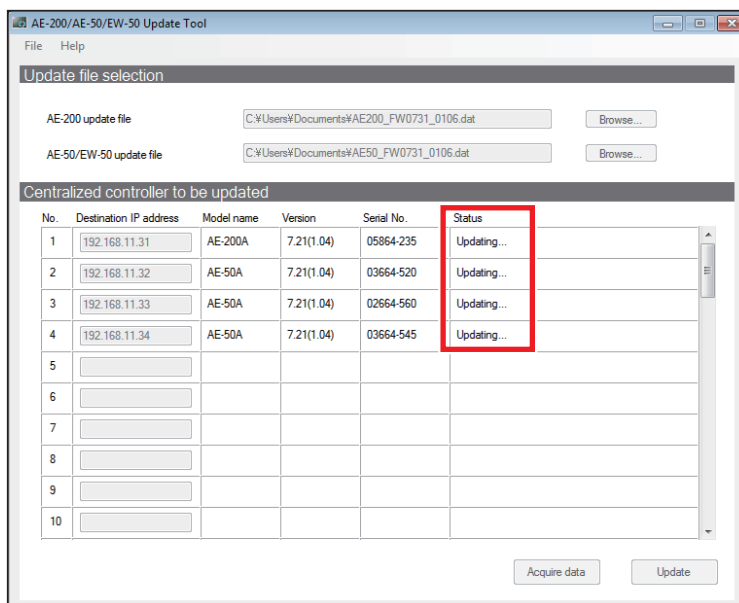 AE-200/AE-50/EW-50 Update Tool
File Help
Update file selection
AE-200 update file C:¥Users¥Documents¥AE200_FW0731_0106.dat Browse...
AE-50/EW-50 update file C:¥Users¥Documents¥AE50_FW0731_0106.dat Browse...
Centralized controller to be updated
No. Destination IP address Model name Version Serial No. Status
1 192.168.11.31 AE-200A 7.21(1.04) 05864-235 Updating...
2 192.168.11.32 AE-50A 7.21(1.04) 03664-520 Updating...
3 192.168.11.33 AE-50A 7.21(1.04) 02664-560 Updating...
4 192.168.11.34 AE-50A 7.21(1.04) 03664-545 Updating...
5
6
7
8
9
10
Acquire data Update